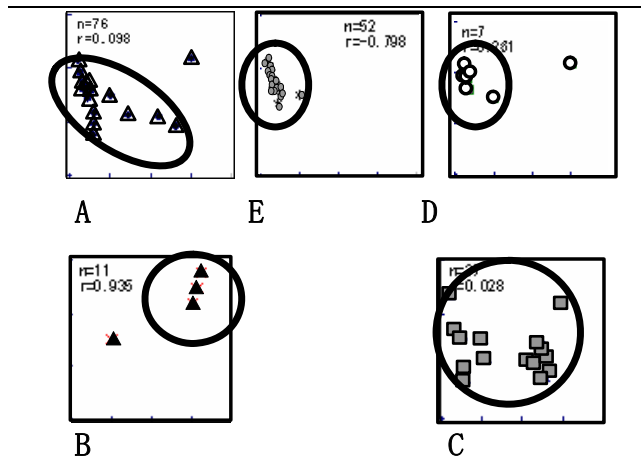 n=76
r=0.098
n=52
r=-0.798
n=7
A
E
D
n=11
r=0.935
0.028
B
C